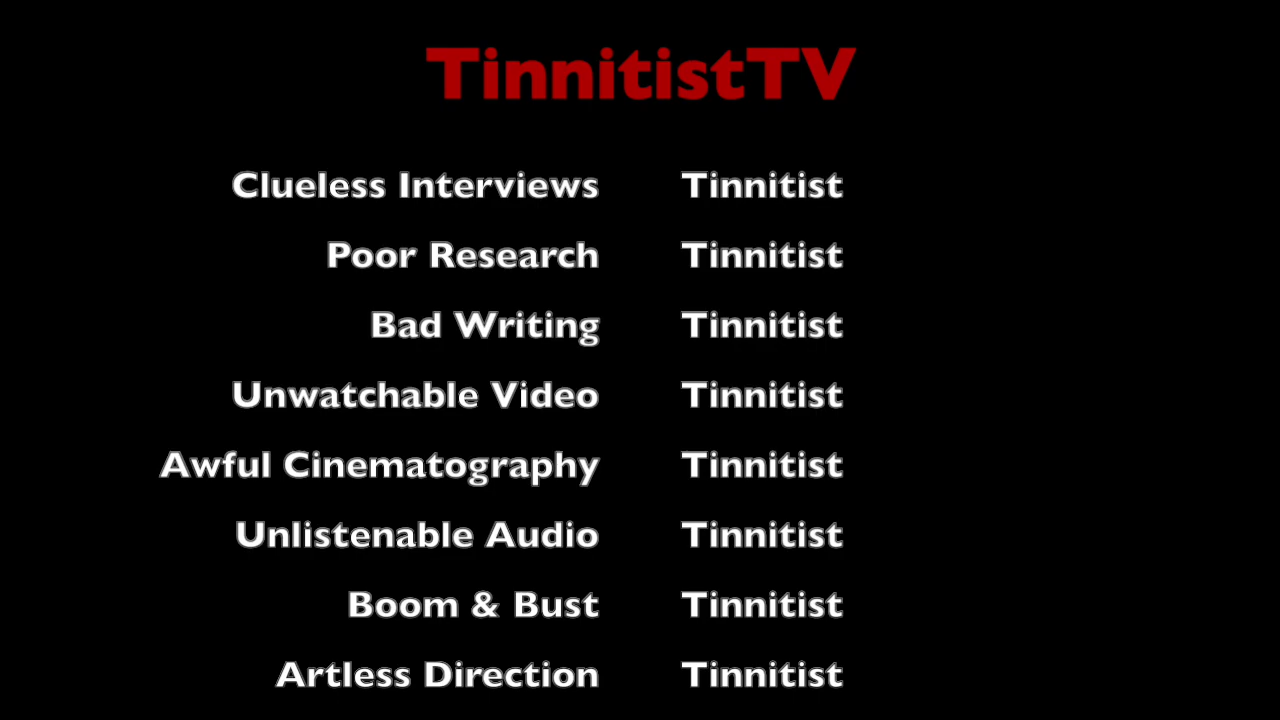 TinnitistTV
Clueless Interviews Tinnitist
Poor Research Tinnitist
Bad Writing Tinnitist
Unwatchable Video Tinnitist
Awful Cinematography Tinnitist
Unlistenable Audio Tinnitist
Boom & Bust Tinnitist
Artless Direction Tinnitist